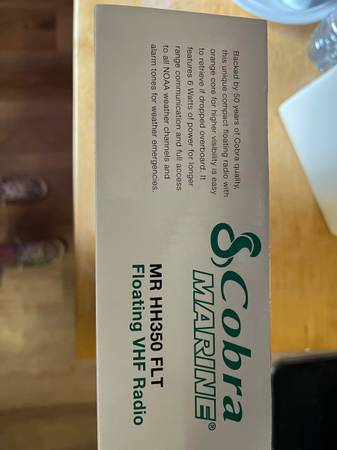 Backed by 50 years of Cobra quality,
this unique compact floating radio with
orange core for higher visibility is easy
to retrieve if dropped overboard. It
features 6 Watts of power for longer
range communication and full access
to all NOAA weather channels and
alarm tones for weather emergencies.
Cobra
MARINE®
MR HH350 FLT
Floating VHF Radio